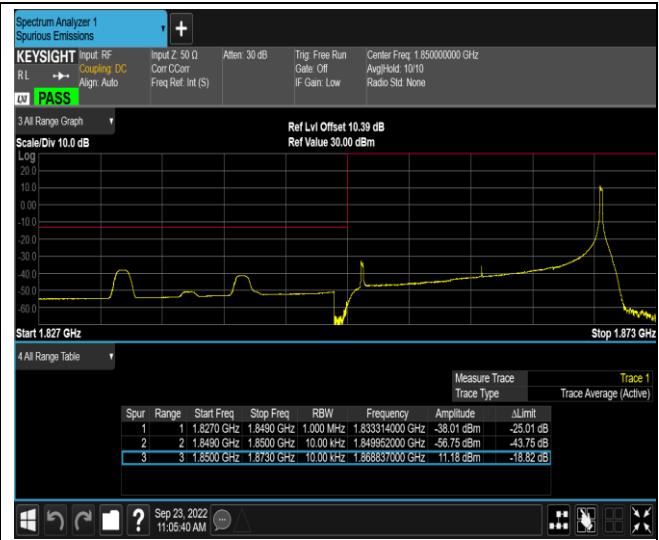 Spectrum Analyzer 1
Spurious Emissions
KEYSIGHT
Input: RF
Coupling: DC
Align: Auto
Input Z: 50 Ω
Corr CCorr
Freq Ref: Int (S)
Atten: 30 dB
Trig: Free Run
Gate: Off
IF Gain: Low
Center Freq: 1.850000000 GHz
Avg|Hold: 10/10
Radio Std: None
R L
LXI PASS
3 All Range Graph
Ref Lvl Offset 10.39 dB
Scale/Div 10.0 dB
Ref Value 30.00 dBm
Log
20.0
10.0
0.00
-10.0
-20.0
-30.0
-40.0
-50.0
-60.0
Start 1.827 GHz
Stop 1.873 GHz
4 All Range Table
Measure Trace Trace 1
Trace Type Trace Average (Active)
Spur Range Start Freq Stop Freq RBW Frequency Amplitude ΔLimit
1 1 1.8270 GHz 1.8490 GHz 1.000 MHz 1.833314000 GHz -38.01 dBm -25.01 dB
2 2 1.8490 GHz 1.8500 GHz 10.00 kHz 1.849952000 GHz -56.75 dBm -43.75 dB
3 3 1.8500 GHz 1.8730 GHz 10.00 kHz 1.868837000 GHz 11.18 dBm -18.82 dB
Sep 23, 2022
11:05:40 AM